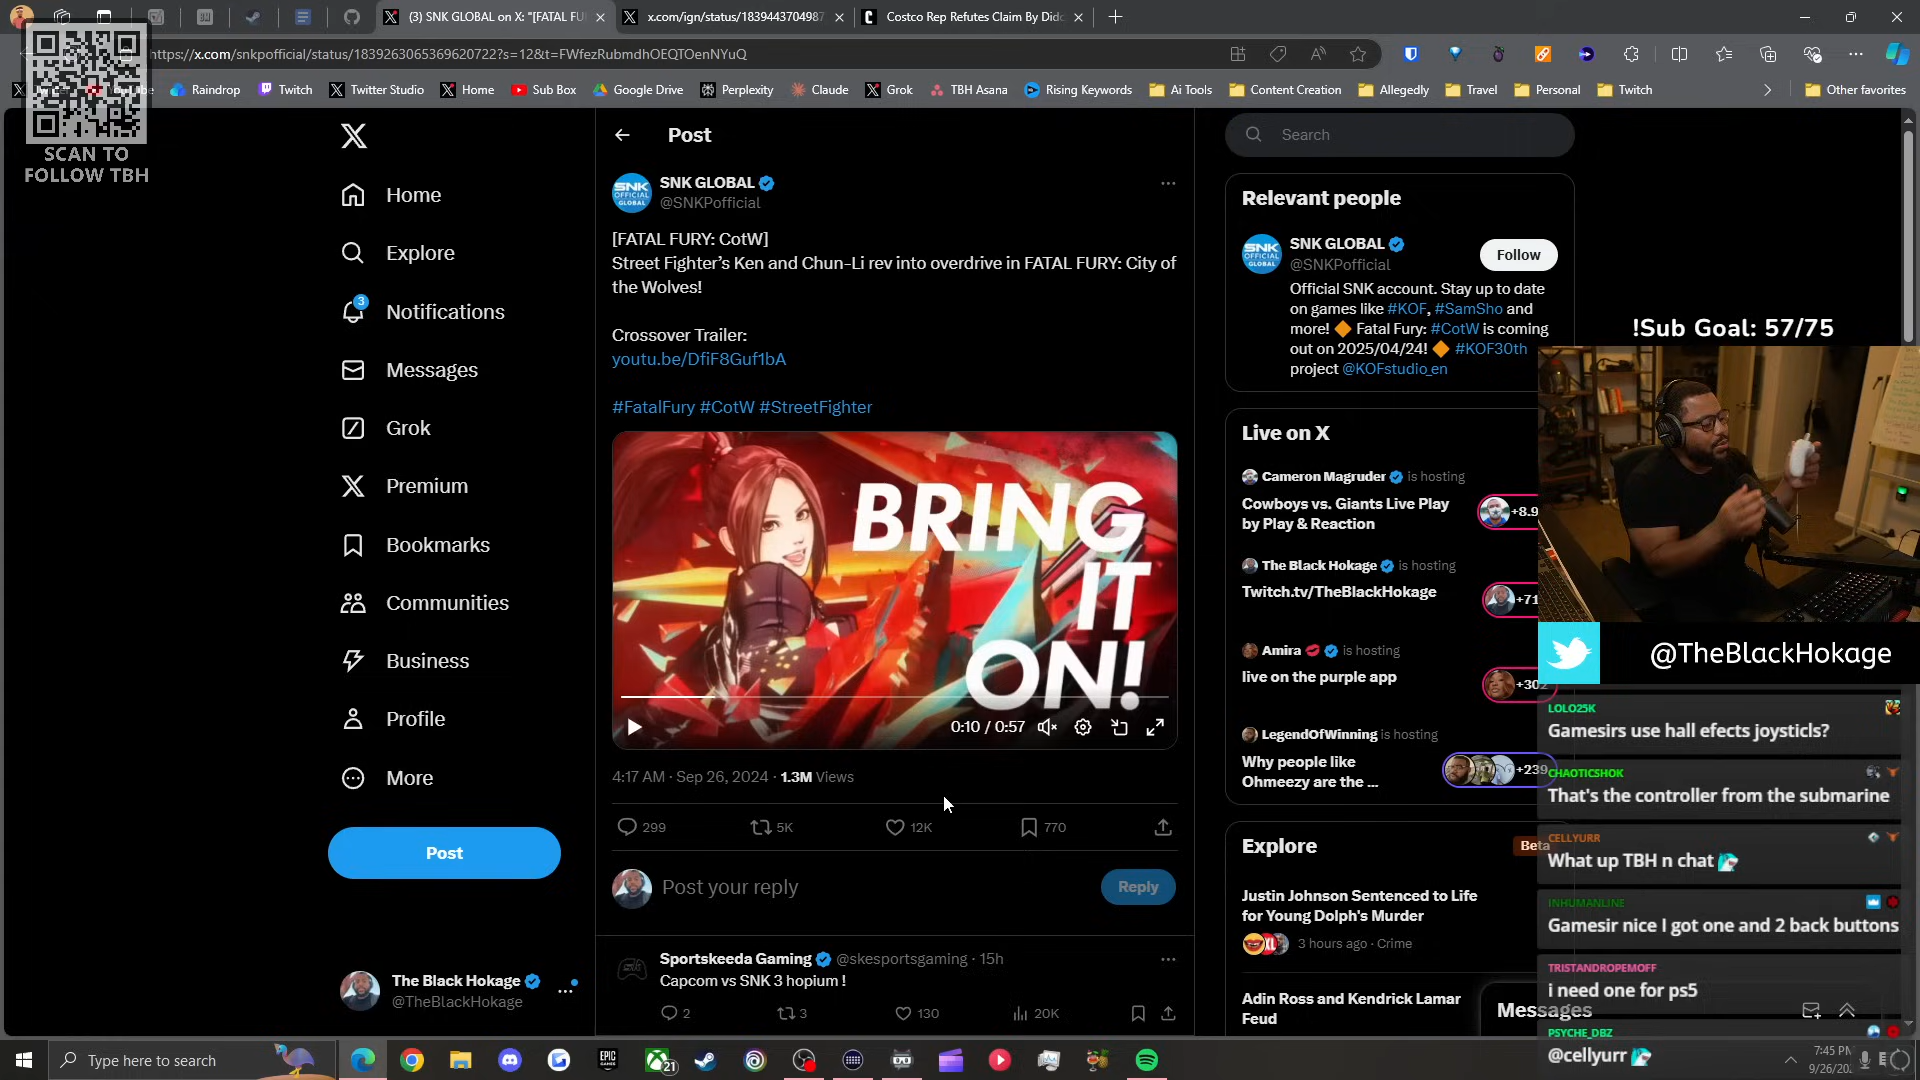 (3) SNK GLOBAL on X: "[FATAL FU
x.com/ign/status/1839443704987
Costco Rep Refutes Claim By Did
https://x.com/snkpofficial/status/1839263065369620722?s=12&t=FWfezRubmdhOEQTOenNYuQ
Raindrop
Twitch
Twitter Studio
Home
Sub Box
Google Drive
Perplexity
Claude
Grok
TBH Asana
Rising Keywords
Ai Tools
Content Creation
Allegedly
Travel
Personal
Twitch
Other favorites
SCAN TO
FOLLOW TBH
Home
Explore
3
Notifications
Messages
Grok
Premium
Bookmarks
Communities
Business
Profile
More
Post
The Black Hokage
@TheBlackHokage
Post
SNK OFFICIAL GLOBAL
SNK GLOBAL
@SNKPofficial
[FATAL FURY: CotW]
Street Fighter’s Ken and Chun-Li rev into overdrive in FATAL FURY: City of
the Wolves!
Crossover Trailer:
youtu.be/DfiF8Guf1bA
#FatalFury #CotW #StreetFighter
BRING
IT
ON!
0:10 / 0:57
4:17 AM · Sep 26, 2024 · 1.3M Views
299
5K
12K
770
Post your reply
Reply
Sportskeeda Gaming @skesportsgaming · 15h
Capcom vs SNK 3 hopium !
2
3
130
20K
Search
Relevant people
SNK OFFICIAL GLOBAL
SNK GLOBAL
@SNKPofficial
Follow
Official SNK account. Stay up to date
on games like #KOF, #SamSho and
more! 🔶 Fatal Fury: #CotW is coming
out on 2025/04/24! 🔶 #KOF30th
project @KOFstudio_en
Live on X
Cameron Magruder is hosting
Cowboys vs. Giants Live Play
by Play & Reaction
+8.9
The Black Hokage is hosting
Twitch.tv/TheBlackHokage
+71
Amira 💋 is hosting
live on the purple app
+302
LegendOfWinning is hosting
Why people like
Ohmeezy are the ...
+239
Explore
Beta
Justin Johnson Sentenced to Life
for Young Dolph's Murder
3 hours ago · Crime
Adin Ross and Kendrick Lamar
Feud
Messages
!Sub Goal: 57/75
@TheBlackHokage
LOLO25K
Gamesirs use hall efects joysticls?
CHAOTICSHOK
That's the controller from the submarine
CELLYURR
What up TBH n chat
INHUMANLINE
Gamesir nice I got one and 2 back buttons
TRISTANDROPEMOFF
i need one for ps5
PSYCHE_DBZ
@cellyurr
Type here to search
EPIC GAMES
21
7:45 P
9/26/20